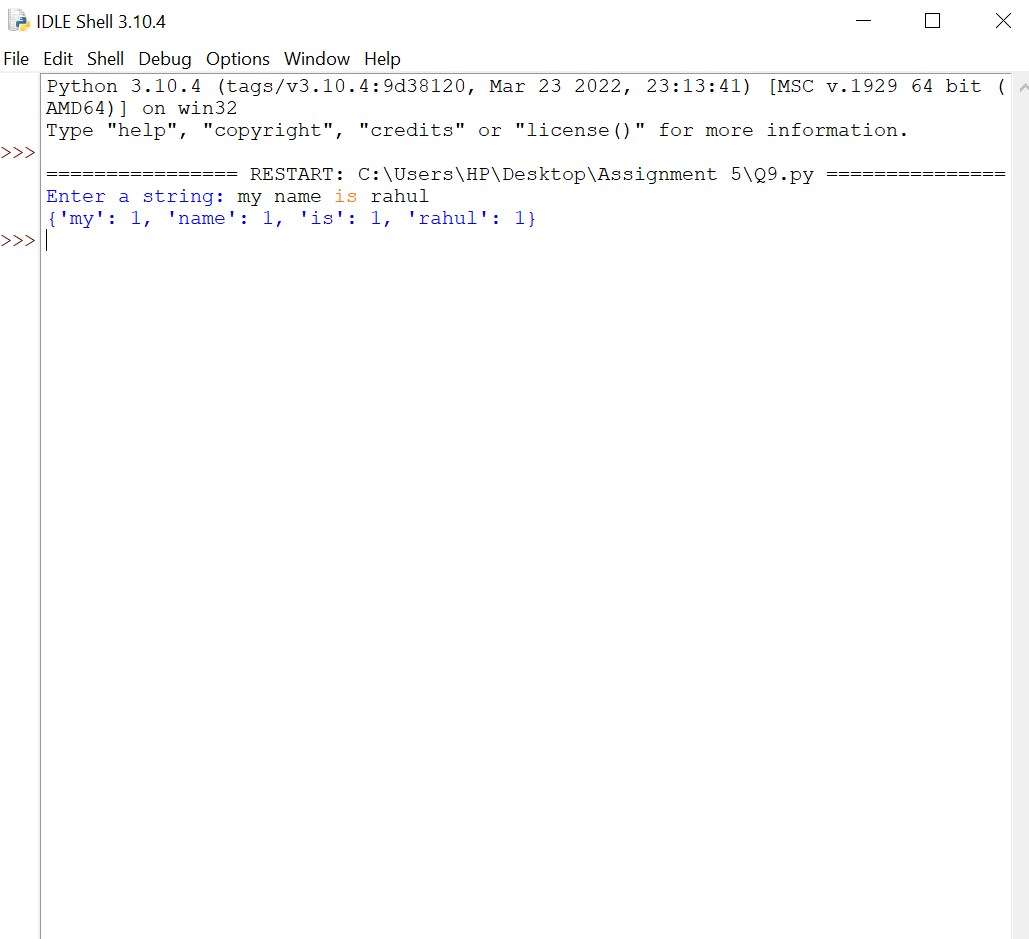 IDLE Shell 3.10.4
File Edit Shell Debug Options Window Help
Python 3.10.4 (tags/v3.10.4:9d38120, Mar 23 2022, 23:13:41) [MSC v.1929 64 bit (
AMD64)] on win32
Type "help", "copyright", "credits" or "license()" for more information.
>>>
================ RESTART: C:\Users\HP\Desktop\Assignment 5\Q9.py ===============
Enter a string: my name is rahul
{'my': 1, 'name': 1, 'is': 1, 'rahul': 1}
>>>